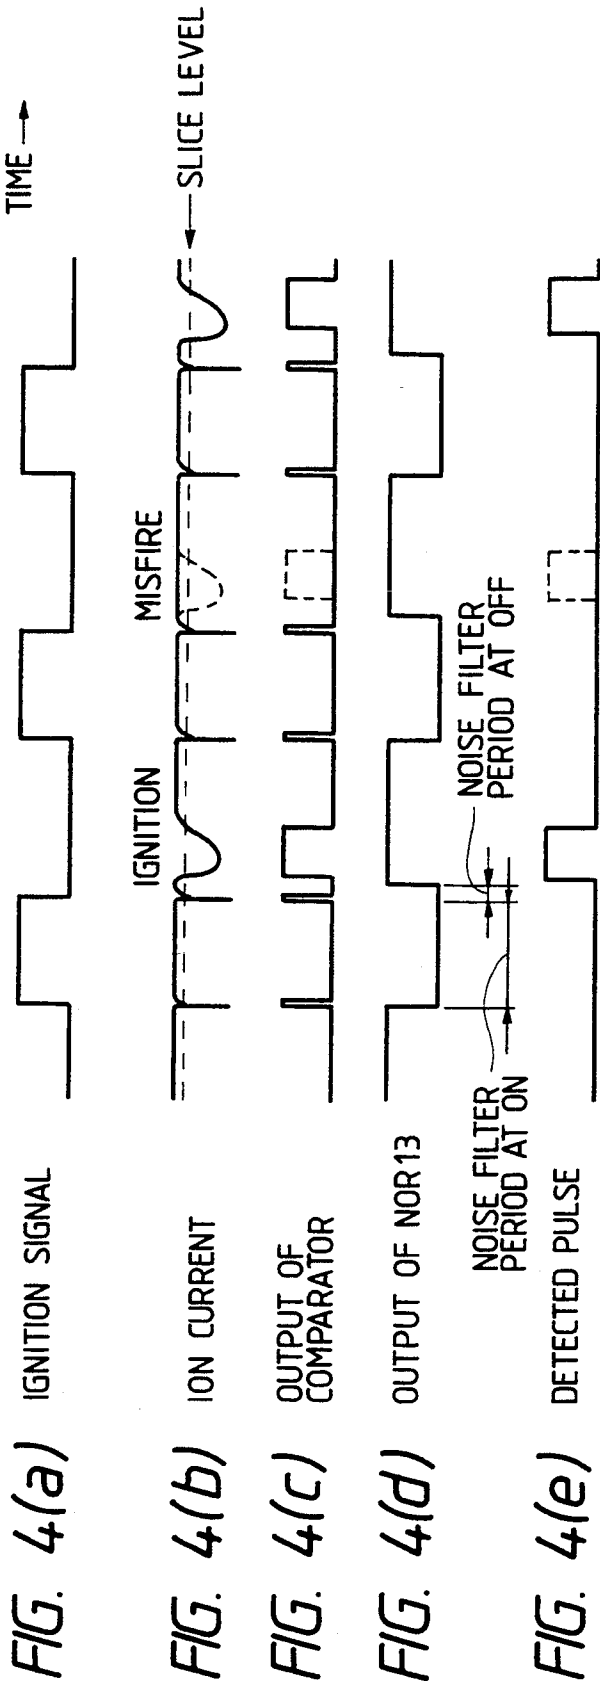 TIME
FIG. 4(a) IGNITION SIGNAL
SLICE LEVEL
IGNITION
MISFIRE
FIG. 4(b) ION CURRENT
FIG. 4(c) OUTPUT OF
COMPARATOR
FIG. 4(d) OUTPUT OF NOR13
NOISE FILTER
PERIOD AT OFF
NOISE FILTER
PERIOD AT ON
FIG. 4(e) DETECTED PULSE